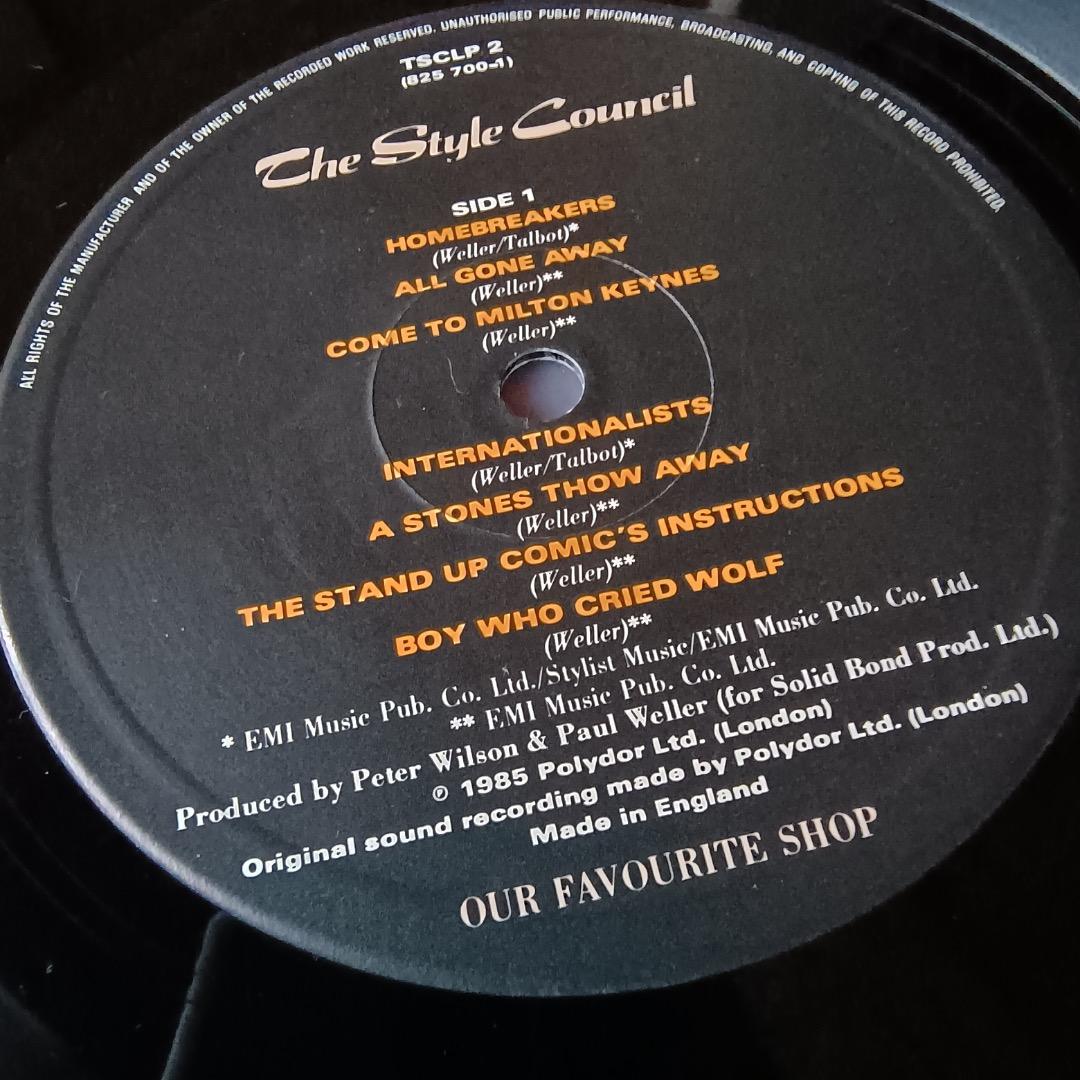 ALL RIGHTS OF THE MANUFACTURER AND OF THE OWNER OF THE RECORDED WORK RESERVED. UNAUTHORISED PUBLIC PERFORMANCE, BROADCASTING, AND COPYING OF THIS RECORD PROHIBITED.
TSCLP 2
(825 700-1)
The Style Council
SIDE 1
HOMEBREAKERS
(Weller/Talbot)*
ALL GONE AWAY
(Weller)**
COME TO MILTON KEYNES
(Weller)**
INTERNATIONALISTS
(Weller/Talbot)*
A STONES THOW AWAY
(Weller)**
THE STAND UP COMIC'S INSTRUCTIONS
(Weller)**
BOY WHO CRIED WOLF
(Weller)**
* EMI Music Pub. Co. Ltd./Stylist Music/EMI Music Pub. Co. Ltd.
** EMI Music Pub. Co. Ltd.
Produced by Peter Wilson & Paul Weller (for Solid Bond Prod. Ltd.)
℗ 1985 Polydor Ltd. (London)
Original sound recording made by Polydor Ltd. (London)
Made in England
OUR FAVOURITE SHOP